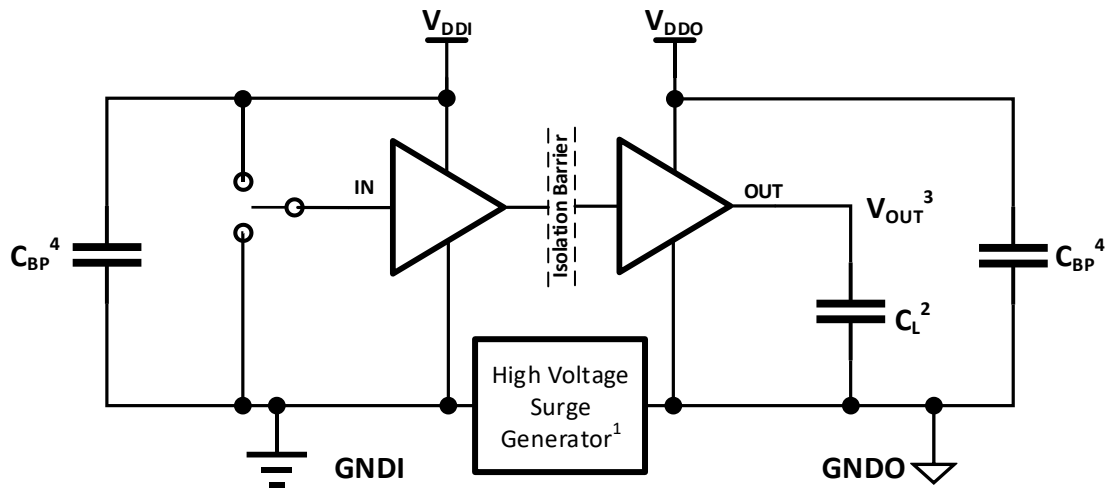 VDDI
VDDO
Isolation Barrier
IN
OUT
VOUT3
CBP4
CBP4
CL2
High Voltage
Surge
Generator1
GNDI
GNDO